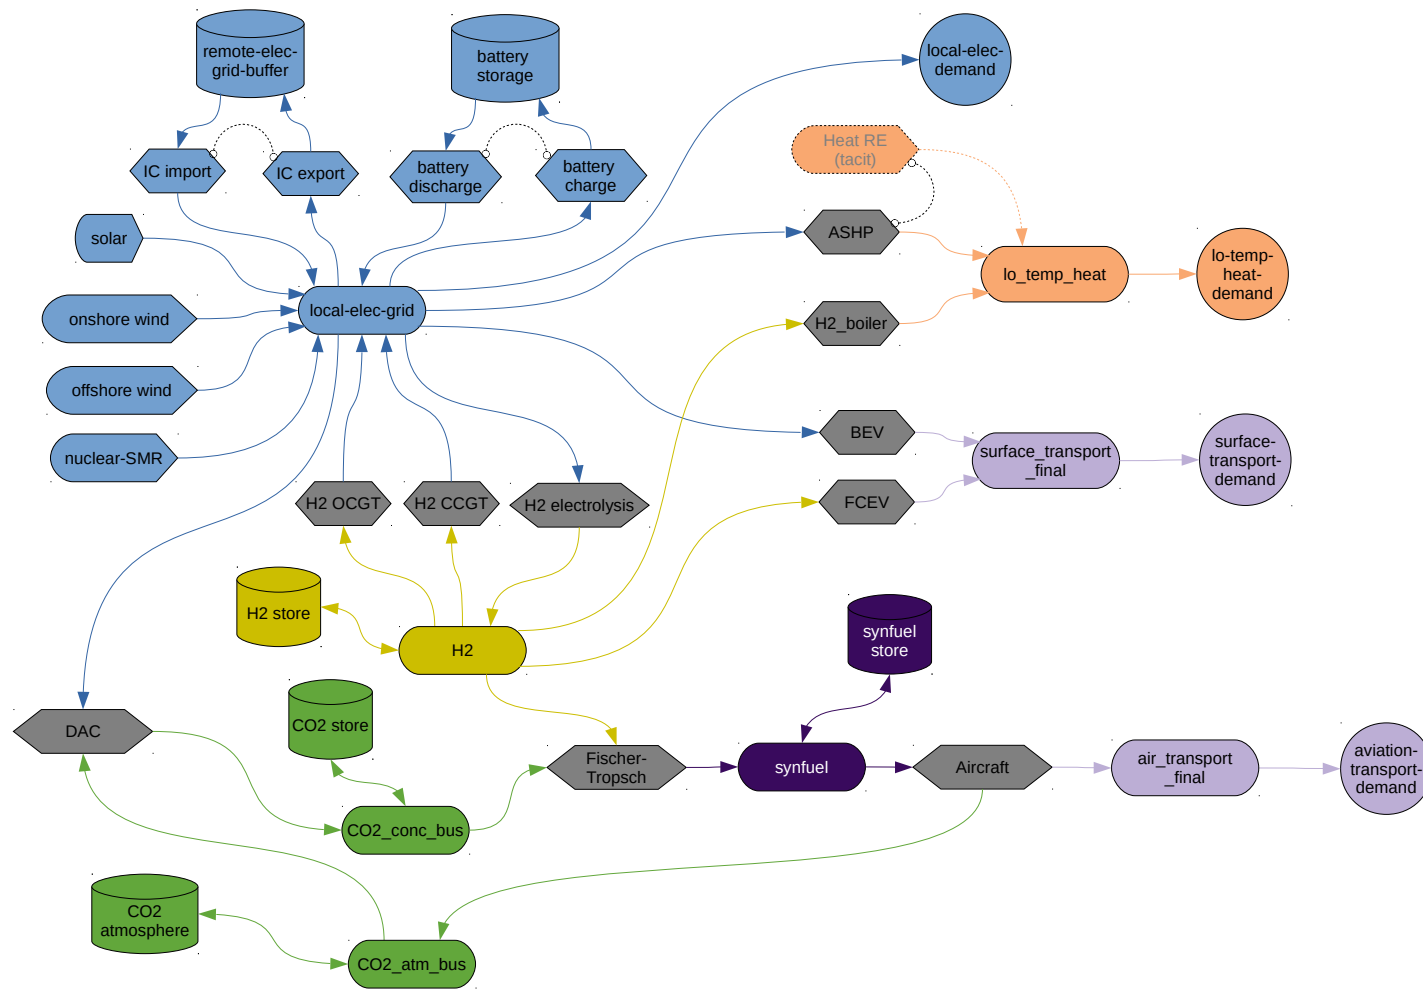 remote-elec-
grid-buffer
battery
storage
local-elec-
demand
Heat RE
(tacit)
IC import
IC export
battery
discharge
battery
charge
solar
ASHP
lo_temp_heat
lo-temp-
heat-
demand
onshore wind
local-elec-grid
H2_boiler
offshore wind
nuclear-SMR
BEV
surface_transport
_final
surface-
transport-
demand
H2 OCGT
H2 CCGT
H2 electrolysis
FCEV
H2 store
H2
synfuel
store
DAC
CO2 store
Fischer-
Tropsch
synfuel
Aircraft
air_transport
_final
aviation-
transport-
demand
CO2_conc_bus
CO2
atmosphere
CO2_atm_bus